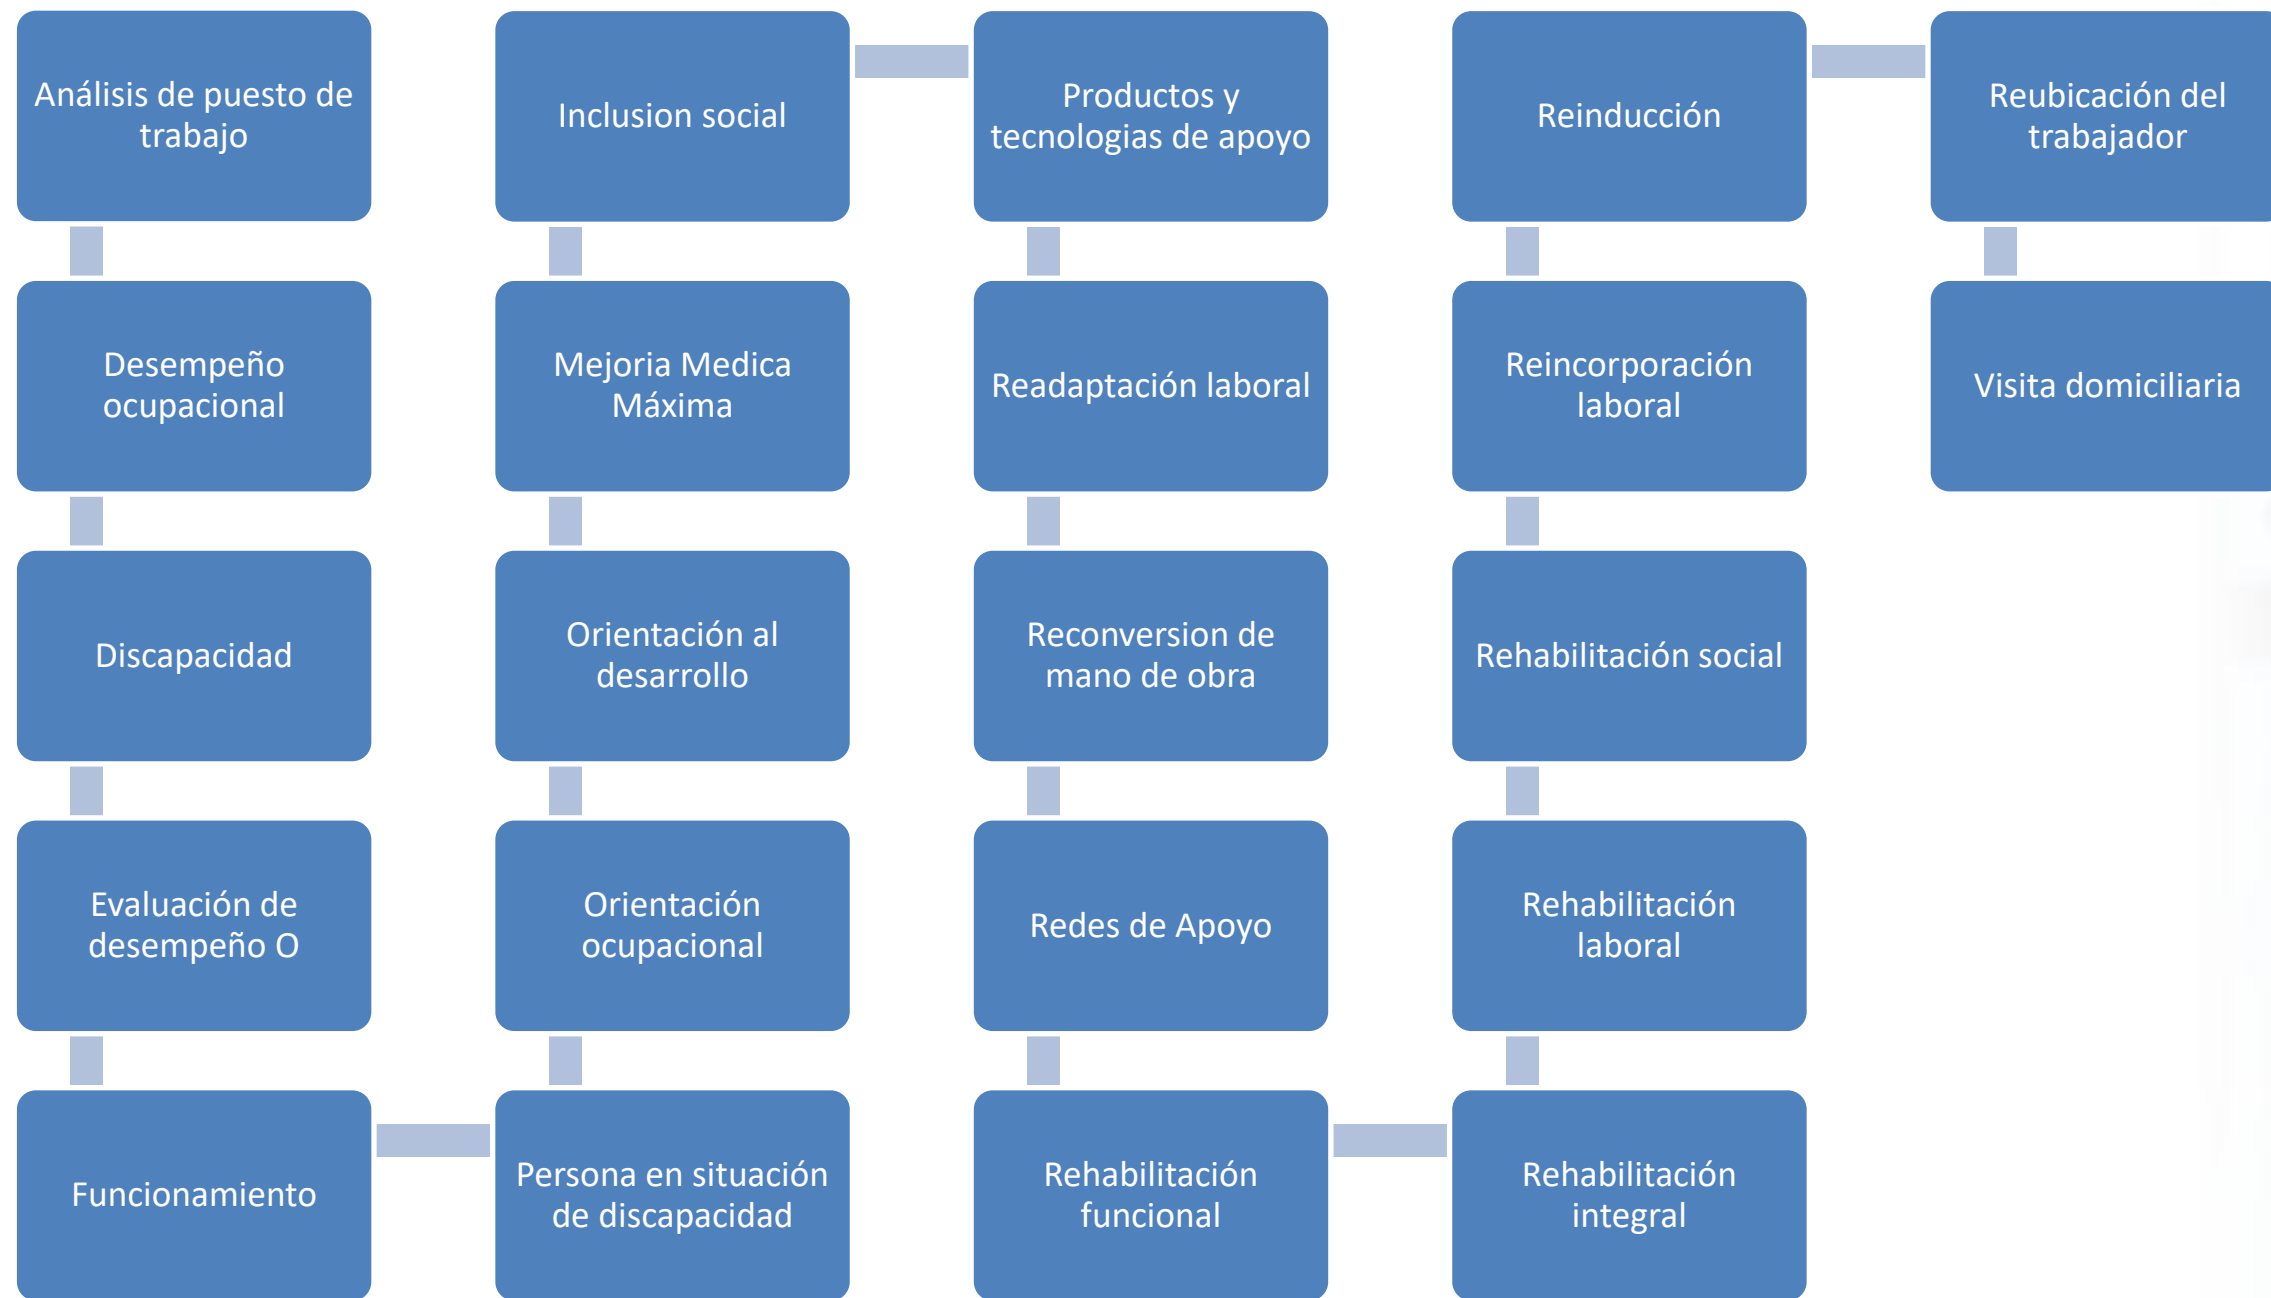 Análisis de puesto de
trabajo
Desempeño
ocupacional
Discapacidad
Evaluación de
desempeño O
Funcionamiento
Persona en situación
de discapacidad
Orientación
ocupacional
Orientación al
desarrollo
Mejoria Medica
Máxima
Inclusion social
Productos y
tecnologias de apoyo
Readaptación laboral
Reconversion de
mano de obra
Redes de Apoyo
Rehabilitación
funcional
Rehabilitación
integral
Rehabilitación
laboral
Rehabilitación social
Reincorporación
laboral
Reinducción
Reubicación del
trabajador
Visita domiciliaria